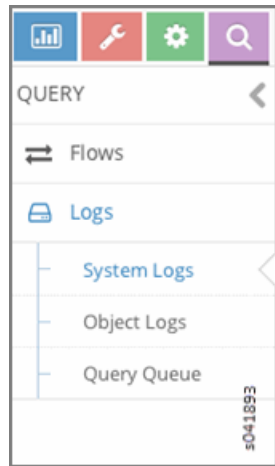 QUERY
Flows
Logs
System Logs
Object Logs
Query Queue
s041893